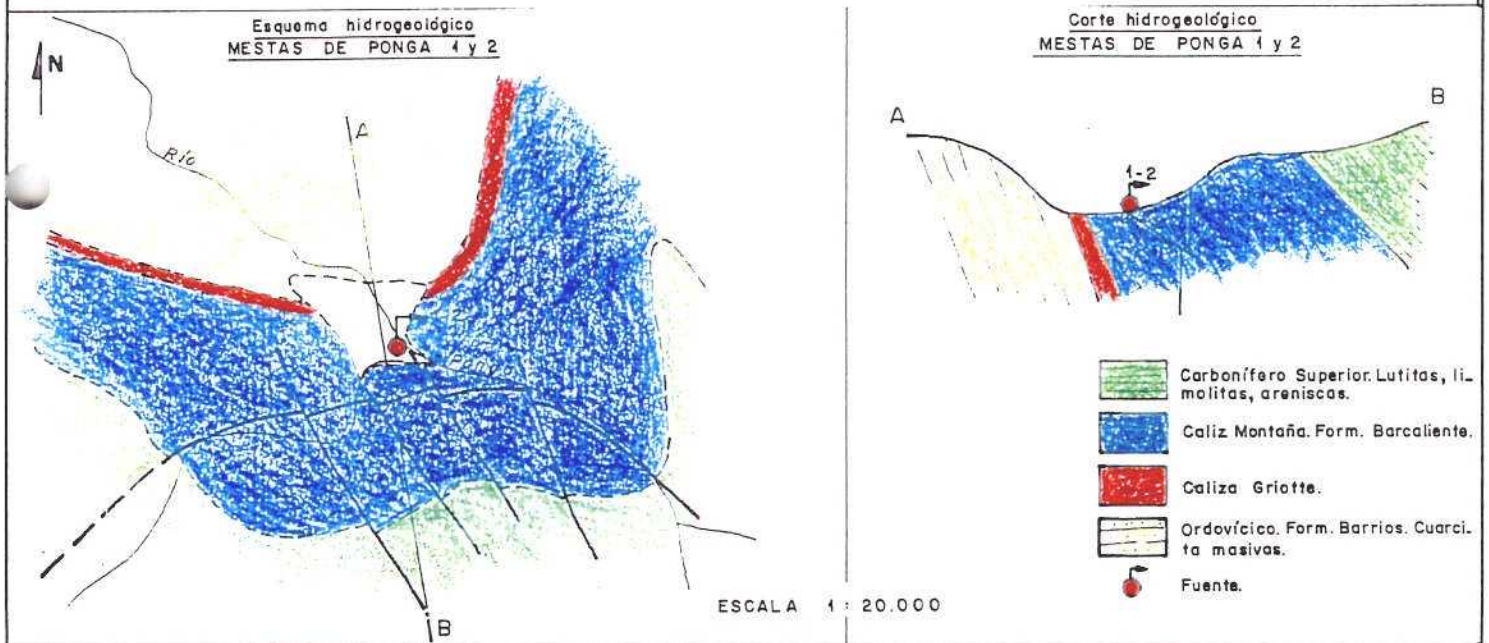 Esquema hidrogeológico
MESTAS DE PONGA 1 y 2
N
A
Río
B
ESCALA 1 : 20.000
Corte hidrogeológico
MESTAS DE PONGA 1 y 2
A
B
1-2
Carbonífero Superior. Lutitas, li_
molitas, areniscas.
Caliz Montaña. Form. Barcaliente.
Caliza Griotte.
Ordovícico. Form. Barrios. Cuarci_
ta masivas.
Fuente.